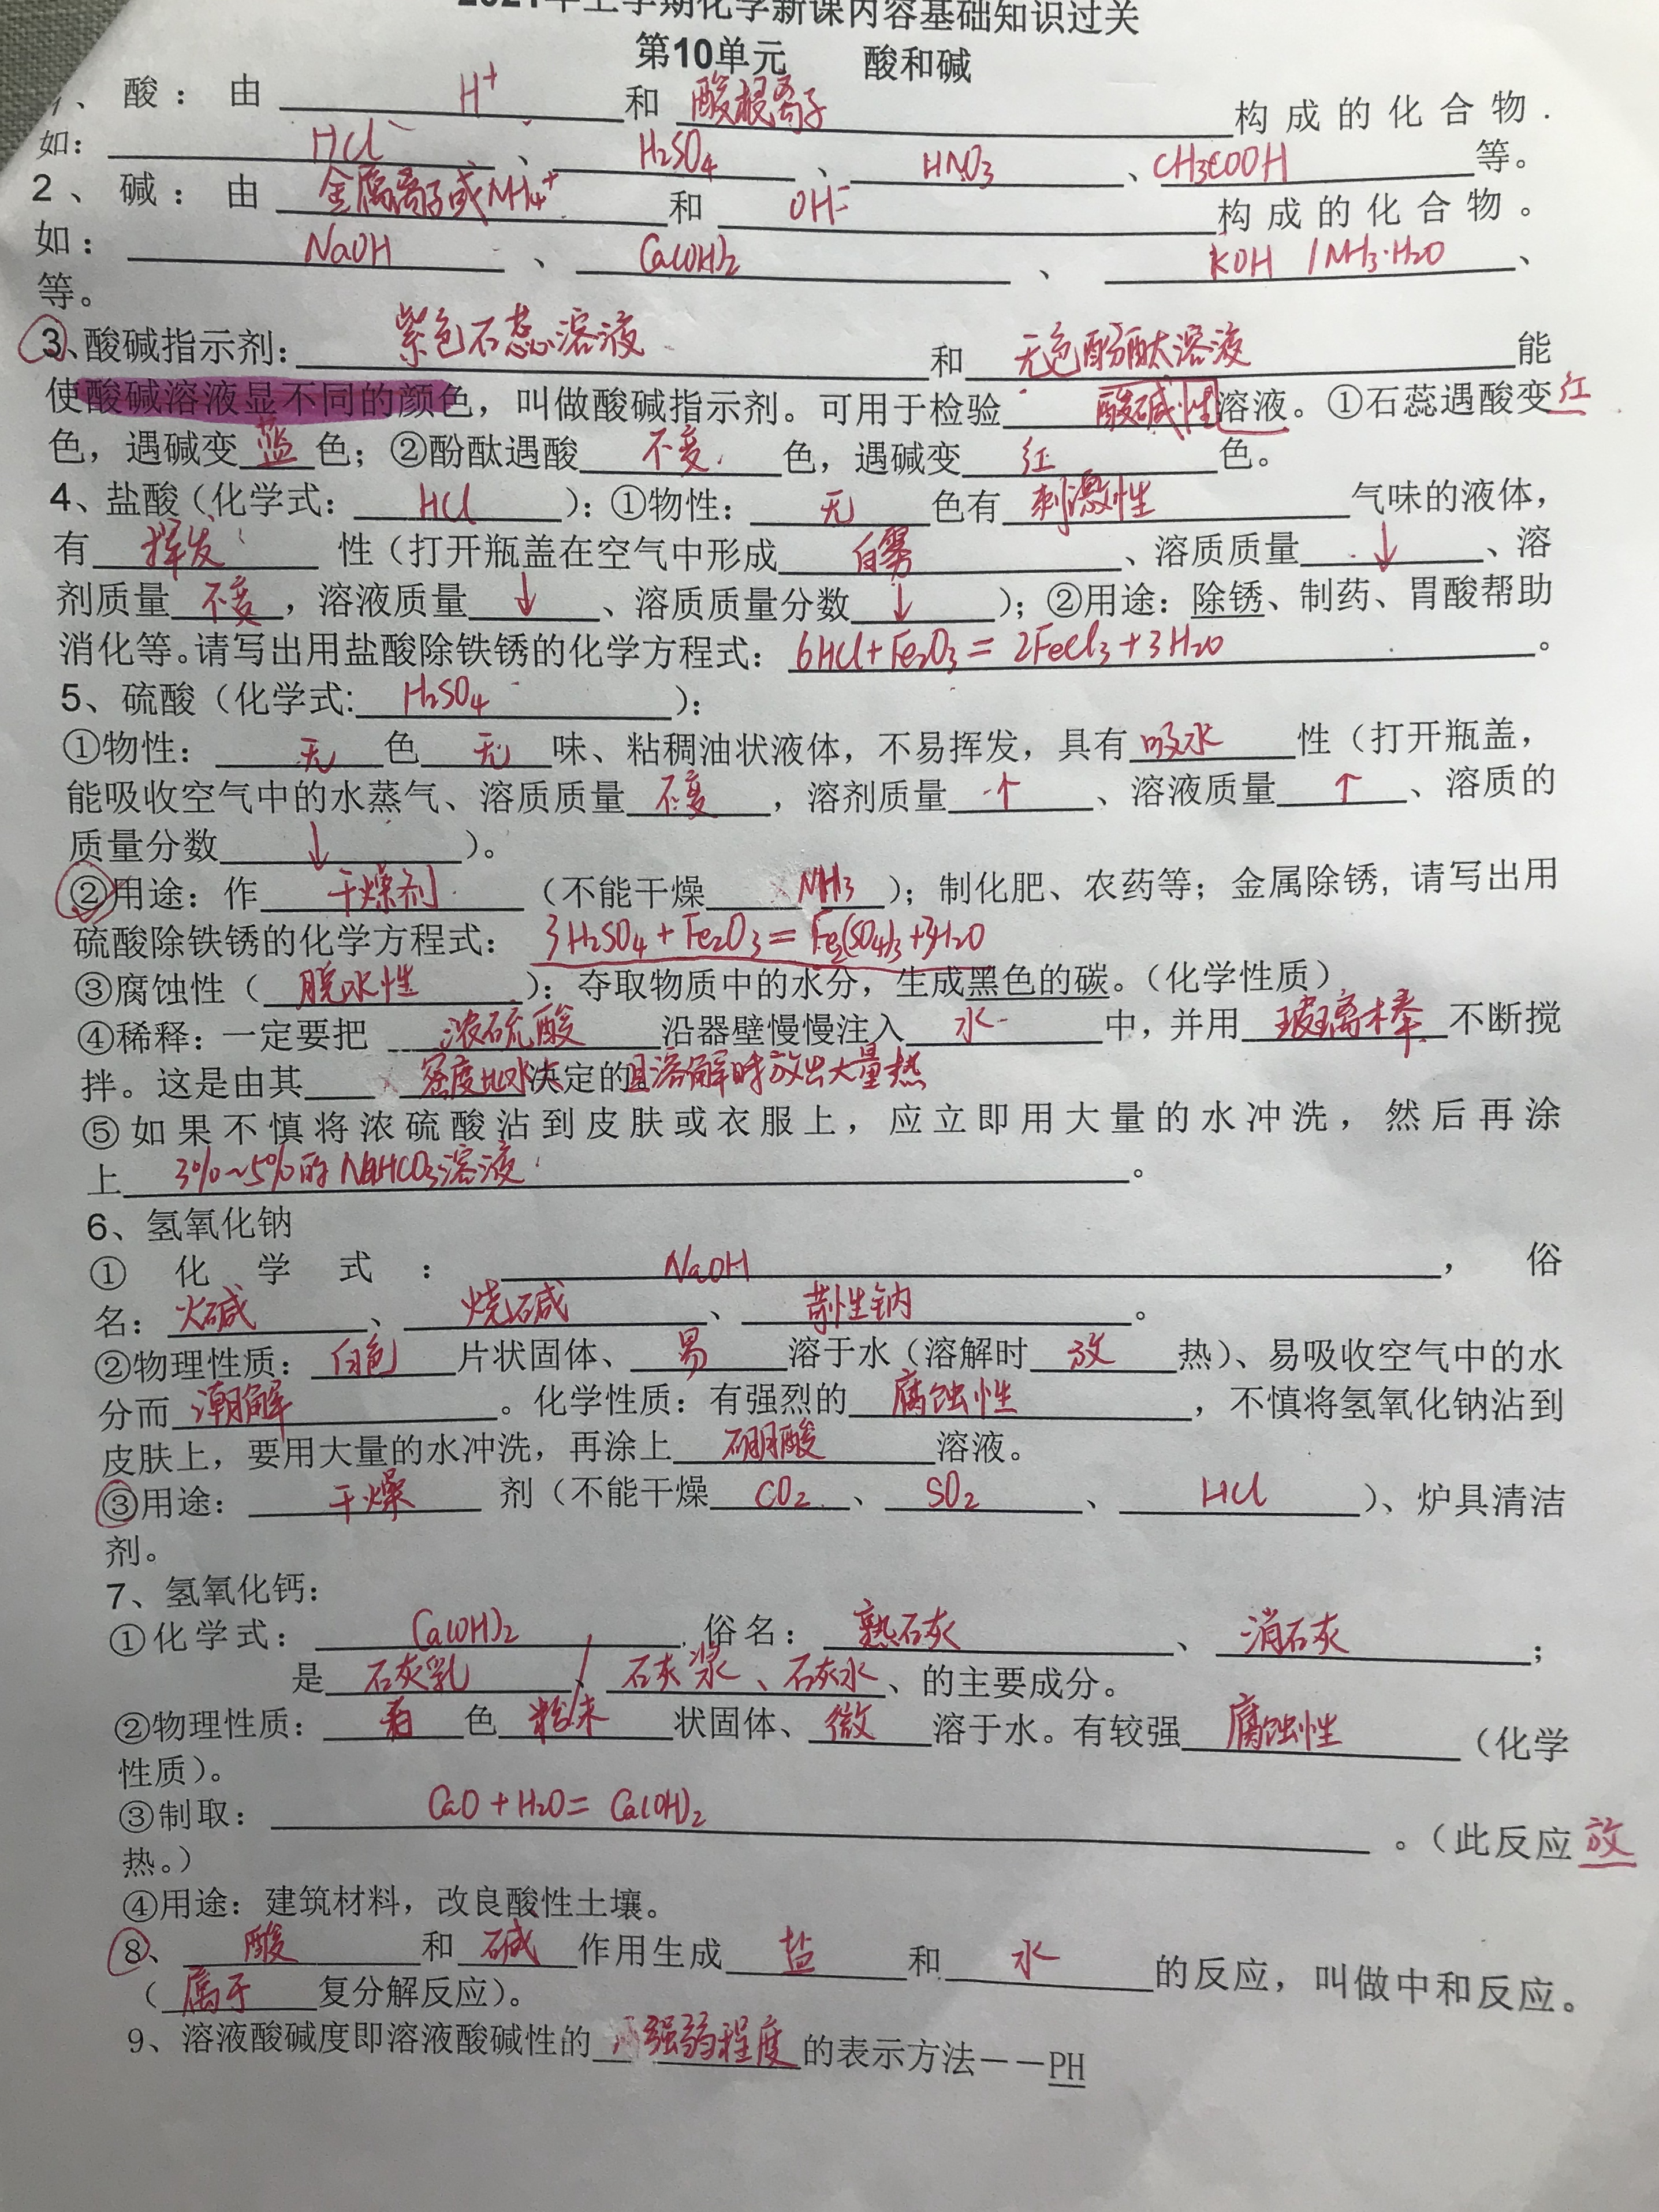 2021年上学期化学新课内容基础知识过关
第10单元 酸和碱
1、酸：由 H⁺ 和 酸根离子 构成的化合物.
如: HCl 、 H₂SO₄ 、 HNO₃ 、 CH₃COOH 等。
2、碱：由 金属离子或NH₄⁺ 和 OH⁻ 构成的化合物。
如： NaOH 、 Ca(OH)₂ 、 KOH / NH₃·H₂O 、
等。
3、酸碱指示剂：紫色石蕊溶液 和 无色酚酞溶液 能
使酸碱溶液显不同的颜色，叫做酸碱指示剂。可用于检验 酸碱性 溶液。①石蕊遇酸变红
色，遇碱变 蓝 色；②酚酞遇酸 不变 色，遇碱变 红 色。
4、盐酸（化学式： HCl ）：①物性： 无 色有 刺激性 气味的液体，
有 挥发 性（打开瓶盖在空气中形成 白雾 、溶质质量 ↓ 、溶
剂质量 不变 ，溶液质量 ↓ 、溶质质量分数 ↓ ）；②用途：除锈、制药、胃酸帮助
消化等。请写出用盐酸除铁锈的化学方程式：6HCl+Fe₂O₃= 2FeCl₃+3H₂O 。
5、硫酸（化学式: H₂SO₄ ）：
①物性： 无 色 无 味、粘稠油状液体，不易挥发，具有 吸水 性（打开瓶盖，
能吸收空气中的水蒸气、溶质质量 不变 ，溶剂质量 ↑ 、溶液质量 ↑ 、溶质的
质量分数 ↓ ）。
②用途：作 干燥剂 （不能干燥 NH₃ ）；制化肥、农药等；金属除锈, 请写出用
硫酸除铁锈的化学方程式： 3H₂SO₄+Fe₂O₃= Fe₂(SO₄)₃+3H₂O
③腐蚀性（ 脱水性 ）：夺取物质中的水分，生成黑色的碳。（化学性质）
④稀释：一定要把 浓硫酸 沿器壁慢慢注入 水 中，并用 玻璃棒 不断搅
拌。这是由其 密度比水大 决定的 且溶解时放出大量热
⑤如果不慎将浓硫酸沾到皮肤或衣服上，应立即用大量的水冲洗，然后再涂
上 3%~5%的NaHCO₃溶液 。
6、氢氧化钠
①化学式： NaOH ，俗
名： 火碱 、 烧碱 、 苛性钠 。
②物理性质： 白色 片状固体、 易 溶于水（溶解时 放 热）、易吸收空气中的水
分而 潮解 。化学性质：有强烈的 腐蚀性 ，不慎将氢氧化钠沾到
皮肤上，要用大量的水冲洗，再涂上 硼酸 溶液。
③用途： 干燥 剂（不能干燥 CO₂ 、 SO₂ 、 HCl ）、炉具清洁
剂。
7、氢氧化钙：
①化学式： Ca(OH)₂ . 俗名： 熟石灰 、 消石灰 ；
是 石灰乳 、 石灰浆 、石灰水 、的主要成分。
②物理性质： 白 色 粉末 状固体、 微 溶于水。有较强 腐蚀性 （化学
性质）。
③制取： CaO+H₂O= Ca(OH)₂ 。（此反应 放
热。）
④用途：建筑材料，改良酸性土壤。
8、 酸 和 碱 作用生成 盐 和 水 的反应，叫做中和反应。
（ 属于 复分解反应）。
9、溶液酸碱度即溶液酸碱性的 强弱程度 的表示方法－－PH